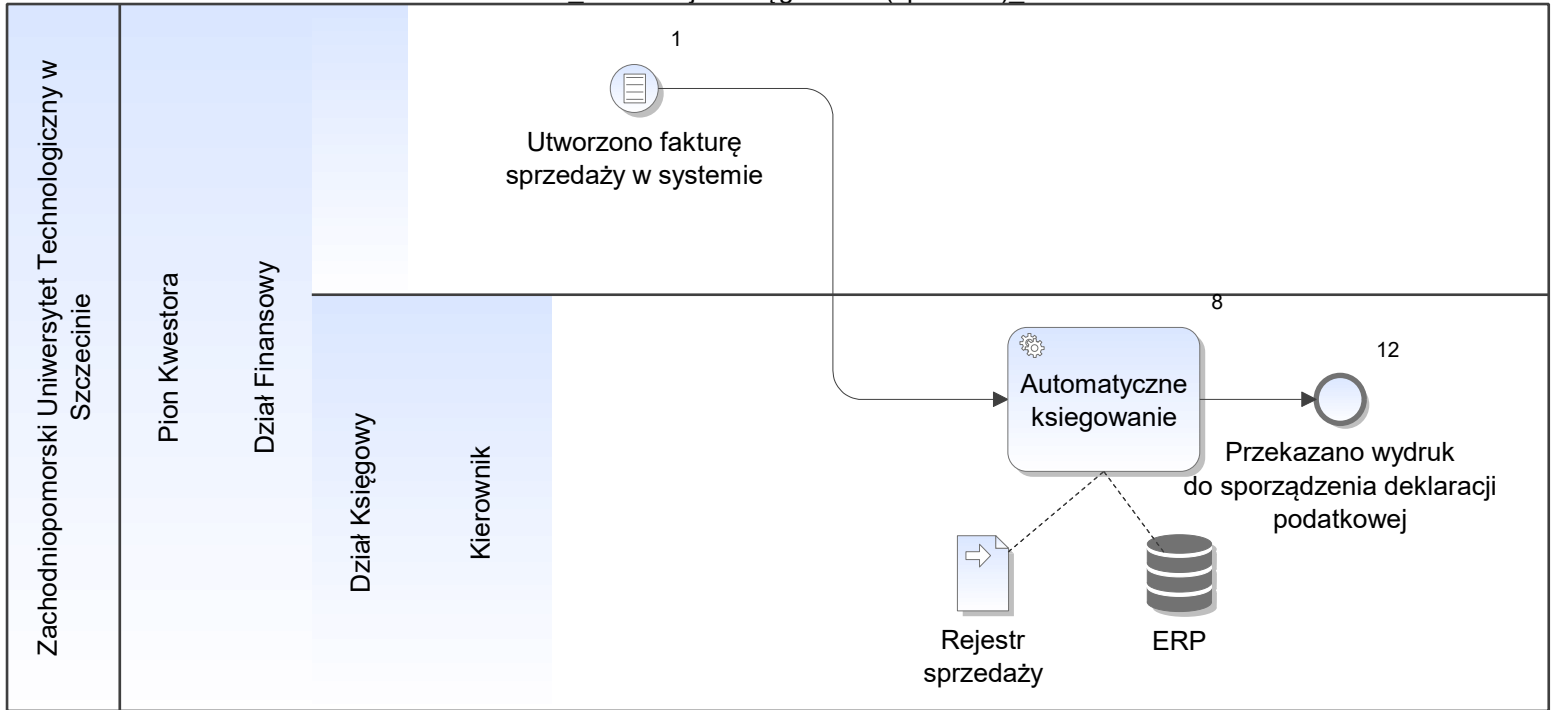 1
Utworzono fakturę
sprzedaży w systemie
Zachodniopomorski Uniwersytet Technologiczny w
Szczecinie
Pion Kwestora
Dział Finansowy
Dział Księgowy
Kierownik
8
Automatyczne
ksiegowanie
12
Przekazano wydruk
do sporządzenia deklaracji
podatkowej
Rejestr
sprzedaży
ERP